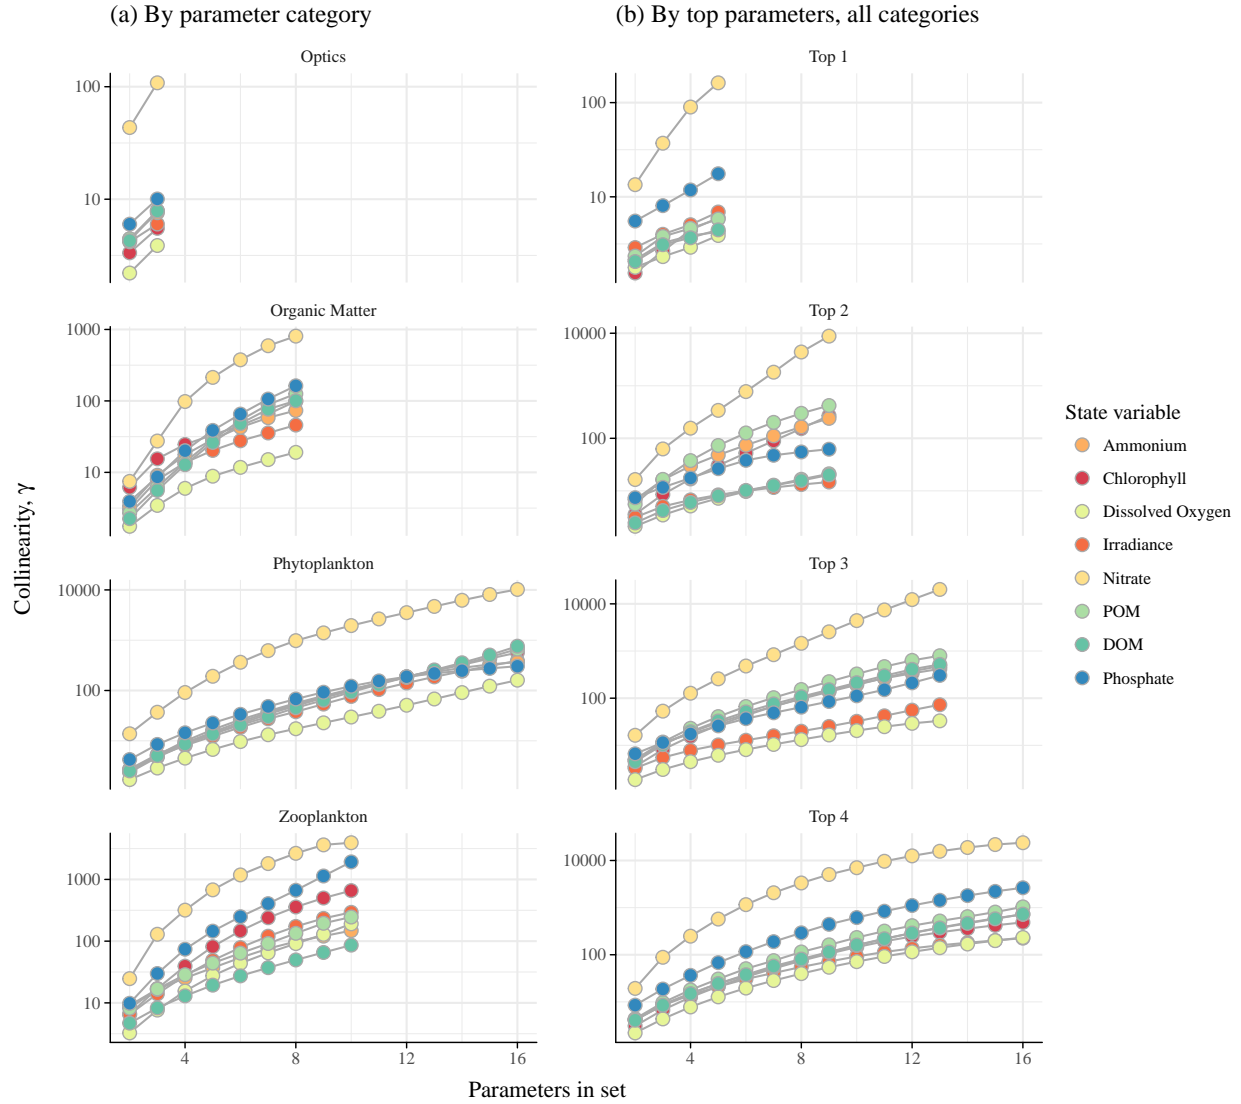 (a) By parameter category
(b) By top parameters, all categories
Optics
100
10
Top 1
100
10
Organic Matter
1000
100
10
Top 2
10000
100
Phytoplankton
10000
100
Top 3
10000
100
Zooplankton
1000
100
10
4
8
12
16
Top 4
10000
100
4
8
12
16
Collinearity, γ
Parameters in set
State variable
Ammonium
Chlorophyll
Dissolved Oxygen
Irradiance
Nitrate
POM
DOM
Phosphate